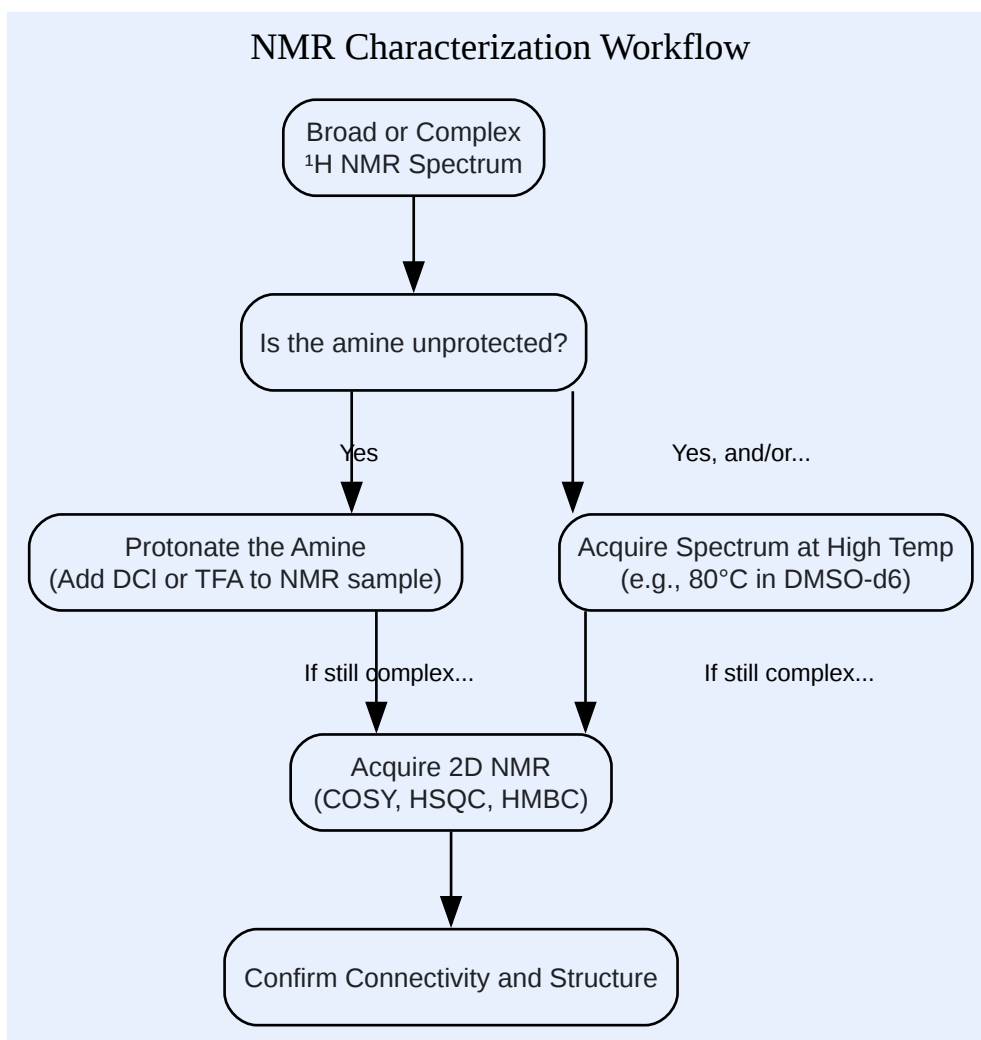 NMR Characterization Workflow
Broad or Complex
¹H NMR Spectrum
Is the amine unprotected?
Yes
Yes, and/or...
Protonate the Amine
(Add DCl or TFA to NMR sample)
Acquire Spectrum at High Temp
(e.g., 80°C in DMSO-d6)
If still complex...
If still complex...
Acquire 2D NMR
(COSY, HSQC, HMBC)
Confirm Connectivity and Structure